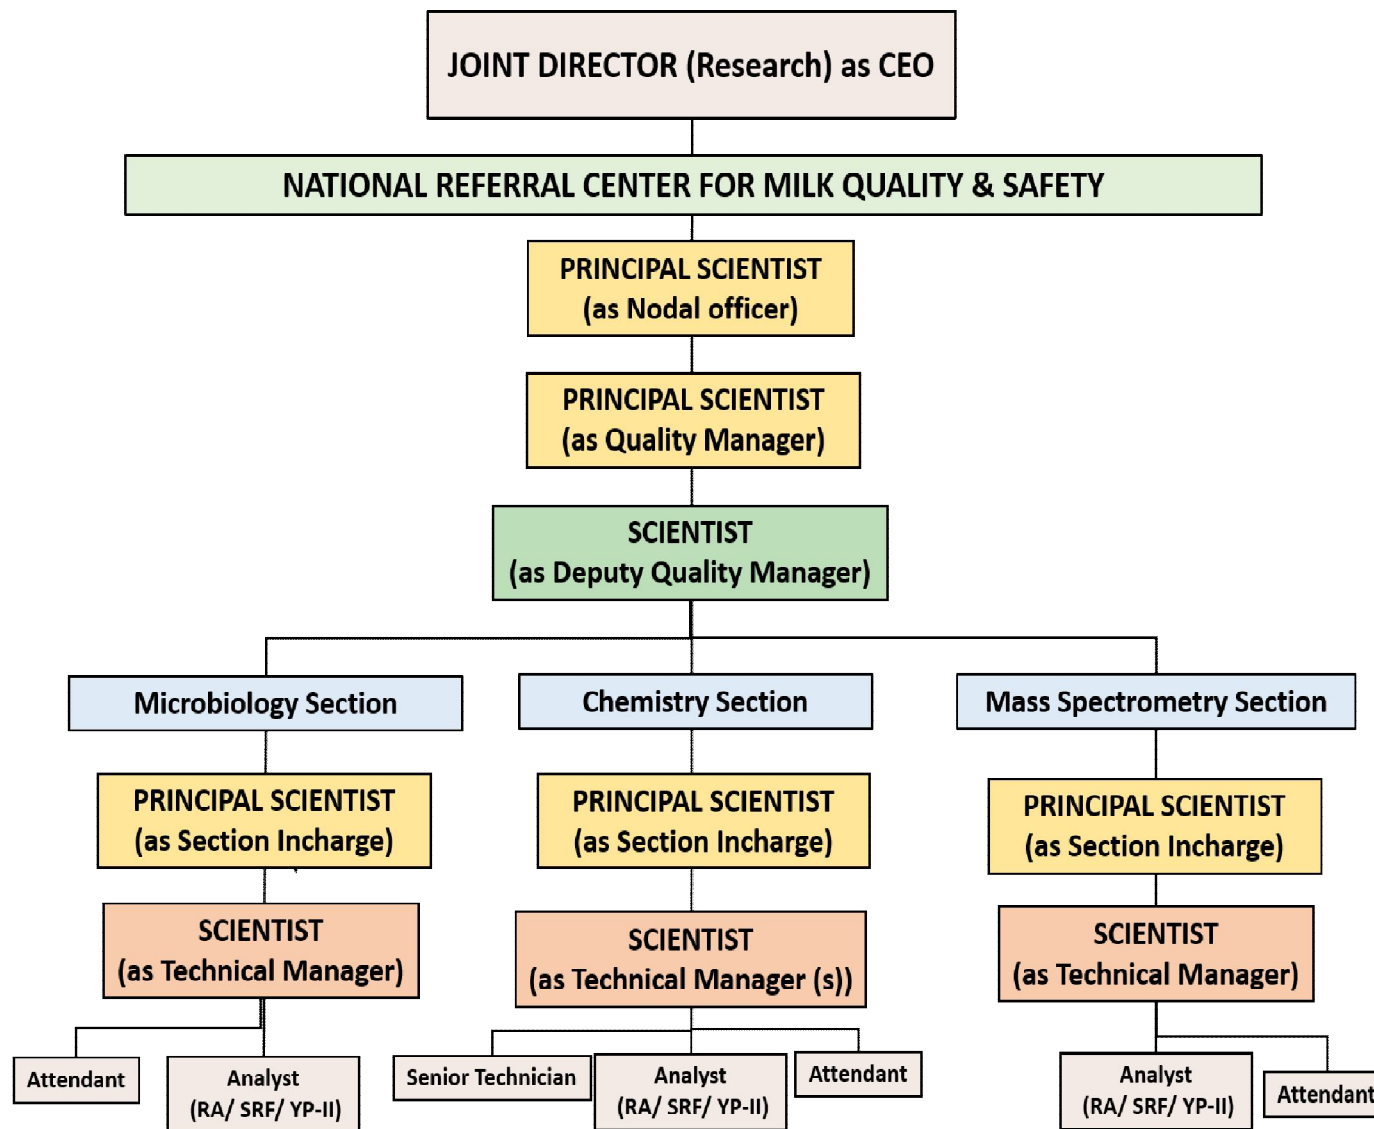 JOINT DIRECTOR (Research) as CEO
NATIONAL REFERRAL CENTER FOR MILK QUALITY & SAFETY
PRINCIPAL SCIENTIST
(as Nodal officer)
PRINCIPAL SCIENTIST
(as Quality Manager)
SCIENTIST
(as Deputy Quality Manager)
Microbiology Section
Chemistry Section
Mass Spectrometry Section
PRINCIPAL SCIENTIST
(as Section Incharge)
PRINCIPAL SCIENTIST
(as Section Incharge)
PRINCIPAL SCIENTIST
(as Section Incharge)
SCIENTIST
(as Technical Manager)
SCIENTIST
(as Technical Manager (s))
SCIENTIST
(as Technical Manager)
Attendant
Analyst
(RA/ SRF/ YP-II)
Senior Technician
Analyst
(RA/ SRF/ YP-II)
Attendant
Analyst
(RA/ SRF/ YP-II)
Attendant